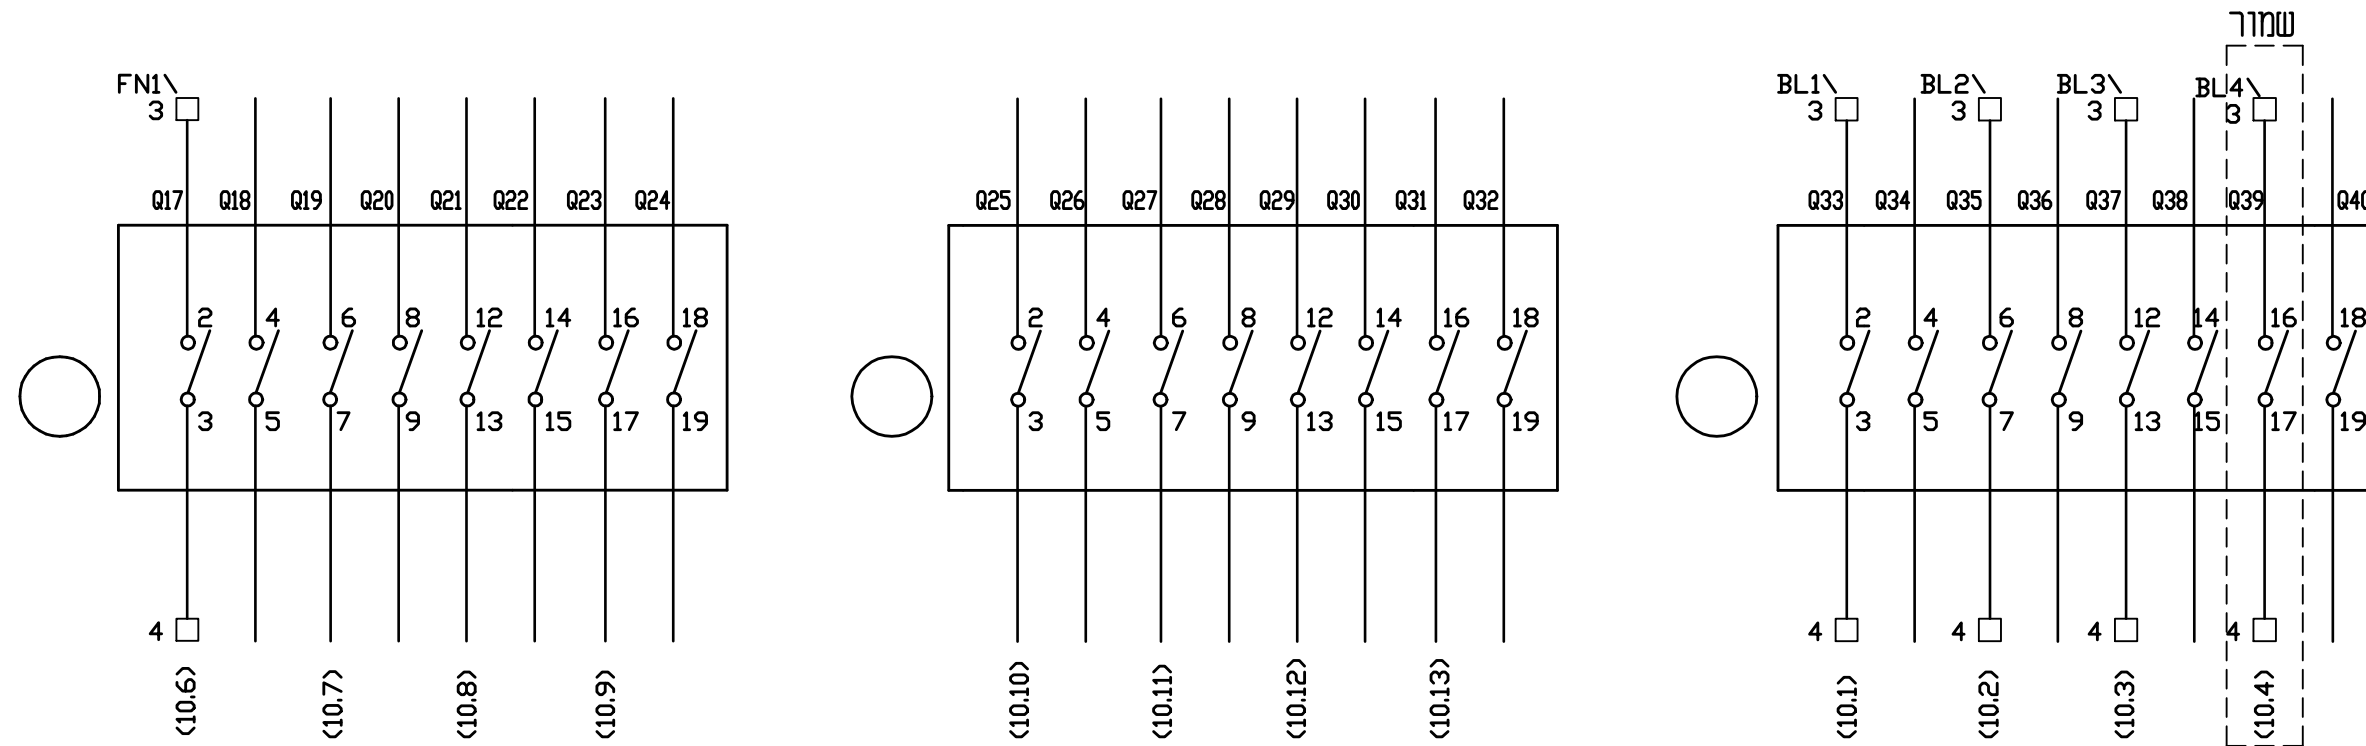 שמור
FN1\ BL1\ BL2\ BL3\ BL4\
3 3 3 3 3
Q17 Q18 Q19 Q20 Q21 Q22 Q23 Q24 Q25 Q26 Q27 Q28 Q29 Q30 Q31 Q32 Q33 Q34 Q35 Q36 Q37 Q38 Q39
2 4 6 8 12 14 16 18 2 4 6 8 12 14 16 18 2 4 6 8 12 14 16 18
3 5 7 9 13 15 17 19 3 5 7 9 13 15 17 19 3 5 7 9 13 15 17 19
4 4 4 4 4
(10.6) (10.7) (10.8) (10.9) (10.10) (10.11) (10.12) (10.13) (10.1) (10.2) (10.3) (10.4)